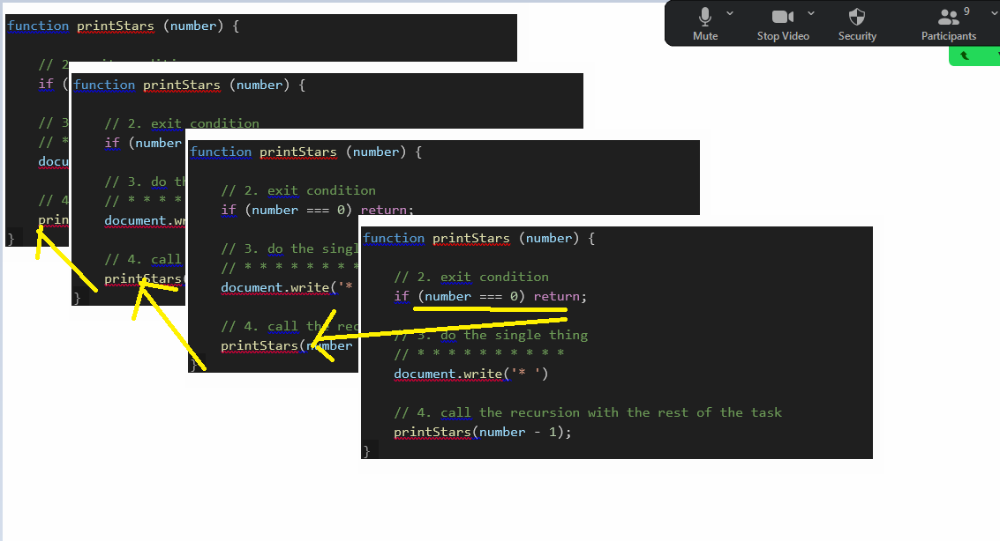 function printStars (number) {
// 2
if (
// 3
// *
docu
// 4
prin
}
function printStars (number) {
// 2. exit condition
if (number
// 3. do th
// * * * *
document.wr
// 4. call
printStars(
}
function printStars (number) {
// 2. exit condition
if (number === 0) return;
// 3. do the singl
// * * * * * * * *
document.write('*
// 4. call the rec
printStars(number
}
function printStars (number) {
// 2. exit condition
if (number === 0) return;
// 3. do the single thing
// * * * * * * * * * *
document.write('* ')
// 4. call the recursion with the rest of the task
printStars(number - 1);
}
9
Mute Stop Video Security Participants